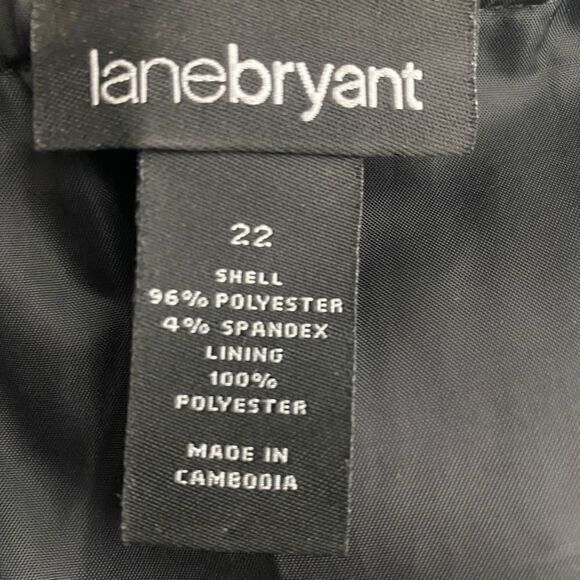 lanebryant
22
SHELL
96% POLYESTER
4% SPANDEX
LINING
100%
POLYESTER
MADE IN
CAMBODIA